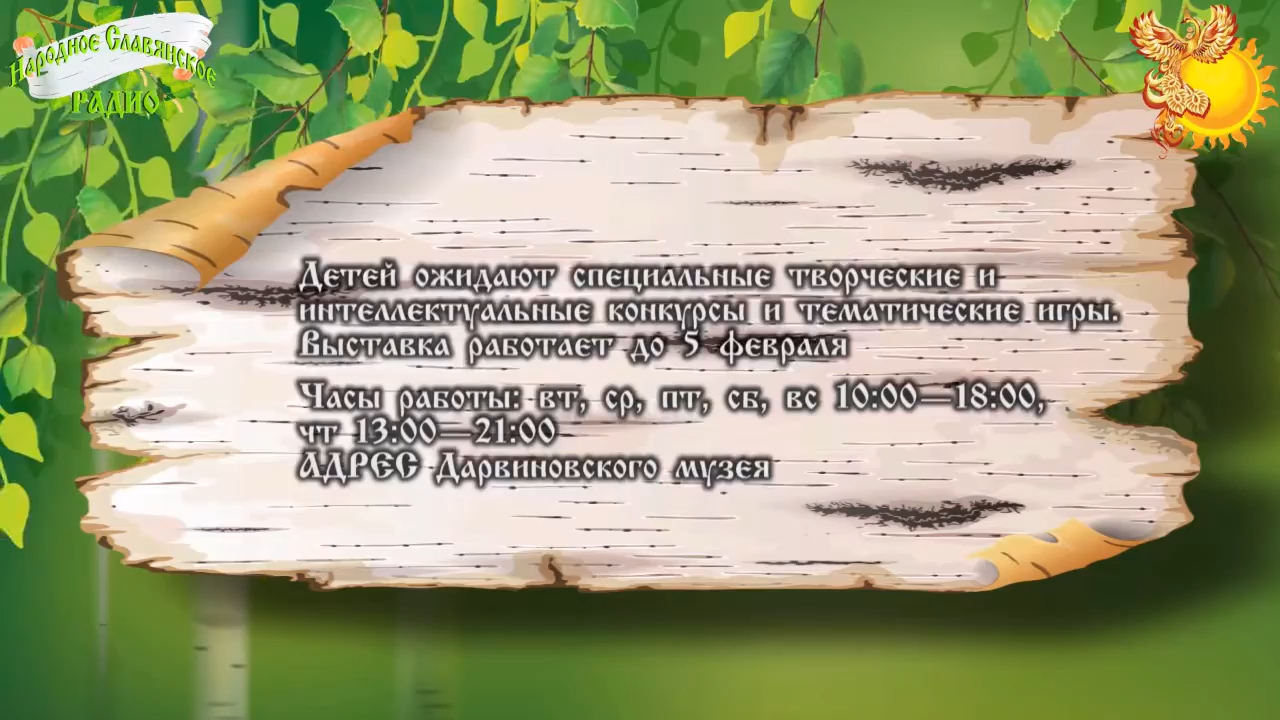 Народное Славянское
РАДИО
Детей ожидают специальные творческие и
интеллектуальные конкурсы и тематические игры.
Выставка работает до 5 февраля
Часы работы: вт, ср, пт, сб, вс 10:00—18:00,
чт 13:00—21:00
АДРЕС Дарвиновского музея